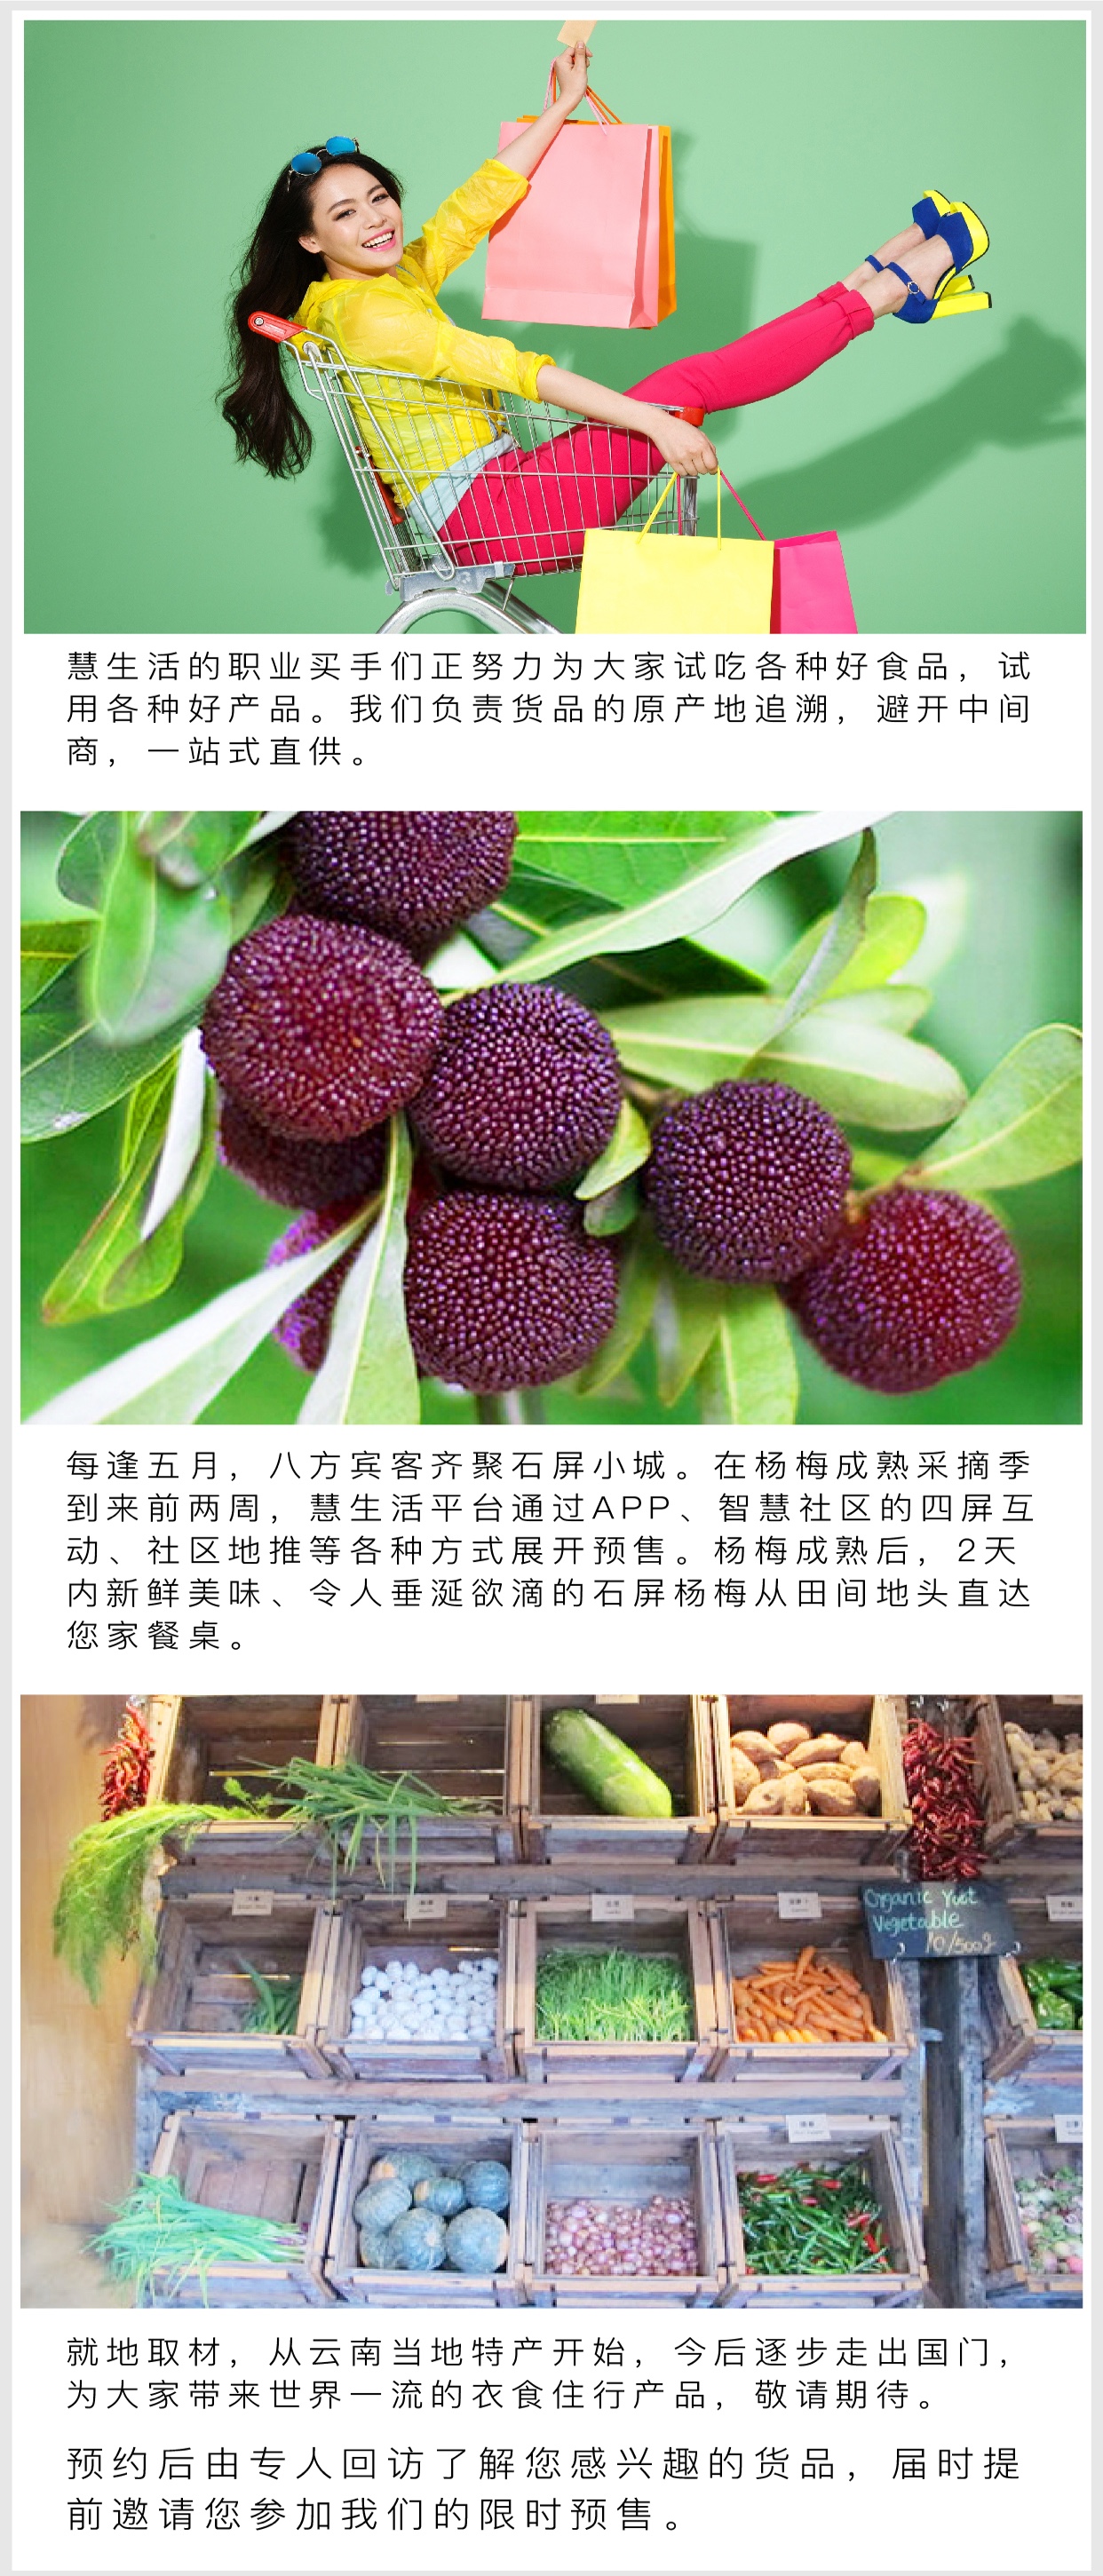 慧生活的职业买手们正努力为大家试吃各种好食品，试
用各种好产品。我们负责货品的原产地追溯，避开中间
商，一站式直供。
每逢五月，八方宾客齐聚石屏小城。在杨梅成熟采摘季
到来前两周，慧生活平台通过APP、智慧社区的四屏互
动、社区地推等各种方式展开预售。杨梅成熟后，2天
内新鲜美味、令人垂涎欲滴的石屏杨梅从田间地头直达
您家餐桌。
Organic Yuet
Vegetable
10/500g
就地取材，从云南当地特产开始，今后逐步走出国门，
为大家带来世界一流的衣食住行产品，敬请期待。
预约后由专人回访了解您感兴趣的货品，届时提
前邀请您参加我们的限时预售。